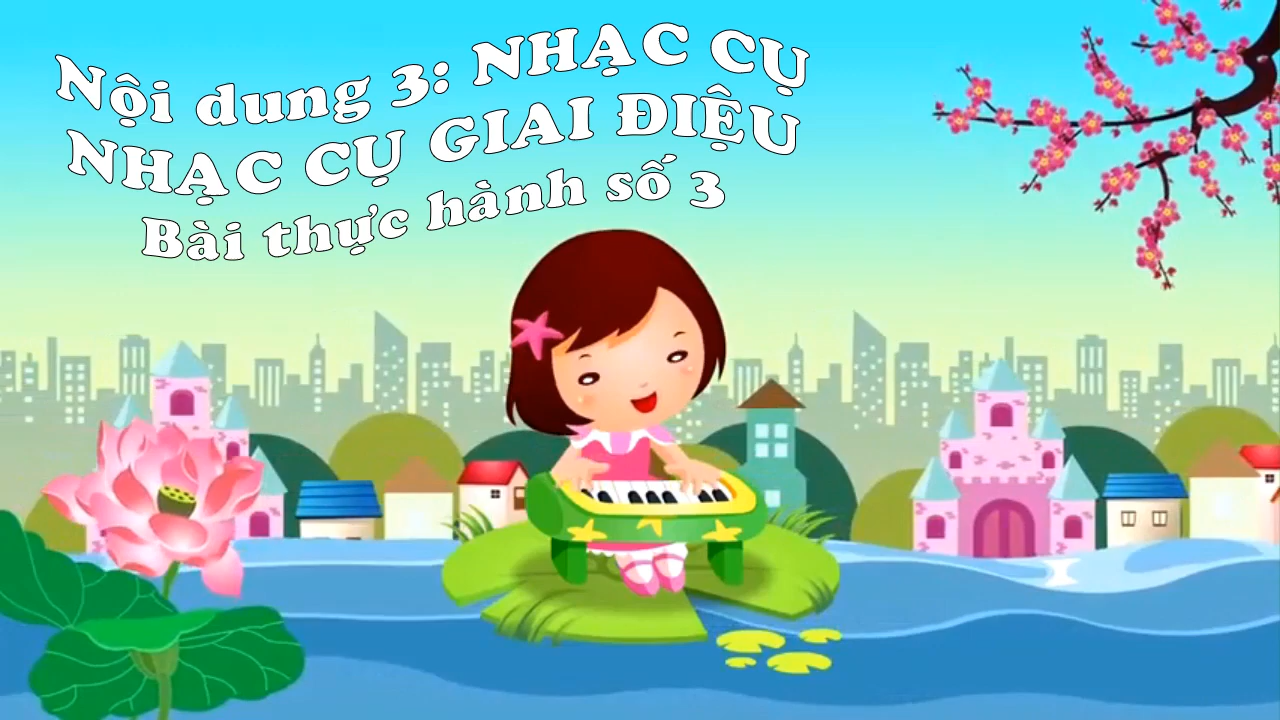 Nội dung 3: NHẠC CỤ
NHẠC CỤ GIAI ĐIỆU
Bài thực hành số 3